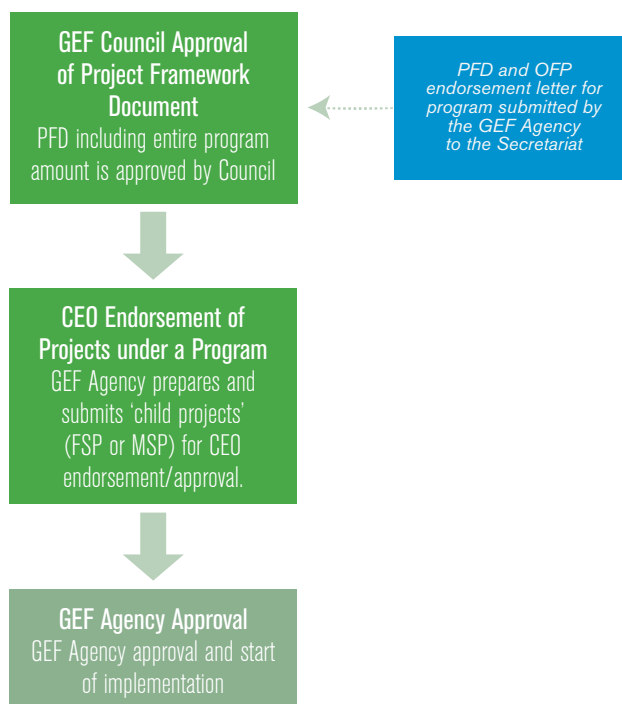 GEF Council Approval
of Project Framework
Document
PFD including entire program
amount is approved by Council
PFD and OFP
endorsement letter for
program submitted by
the GEF Agency
to the Secretariat
CEO Endorsement of
Projects under a Program
GEF Agency prepares and
submits ‘child projects’
(FSP or MSP) for CEO
endorsement/approval.
GEF Agency Approval
GEF Agency approval and start
of implementation